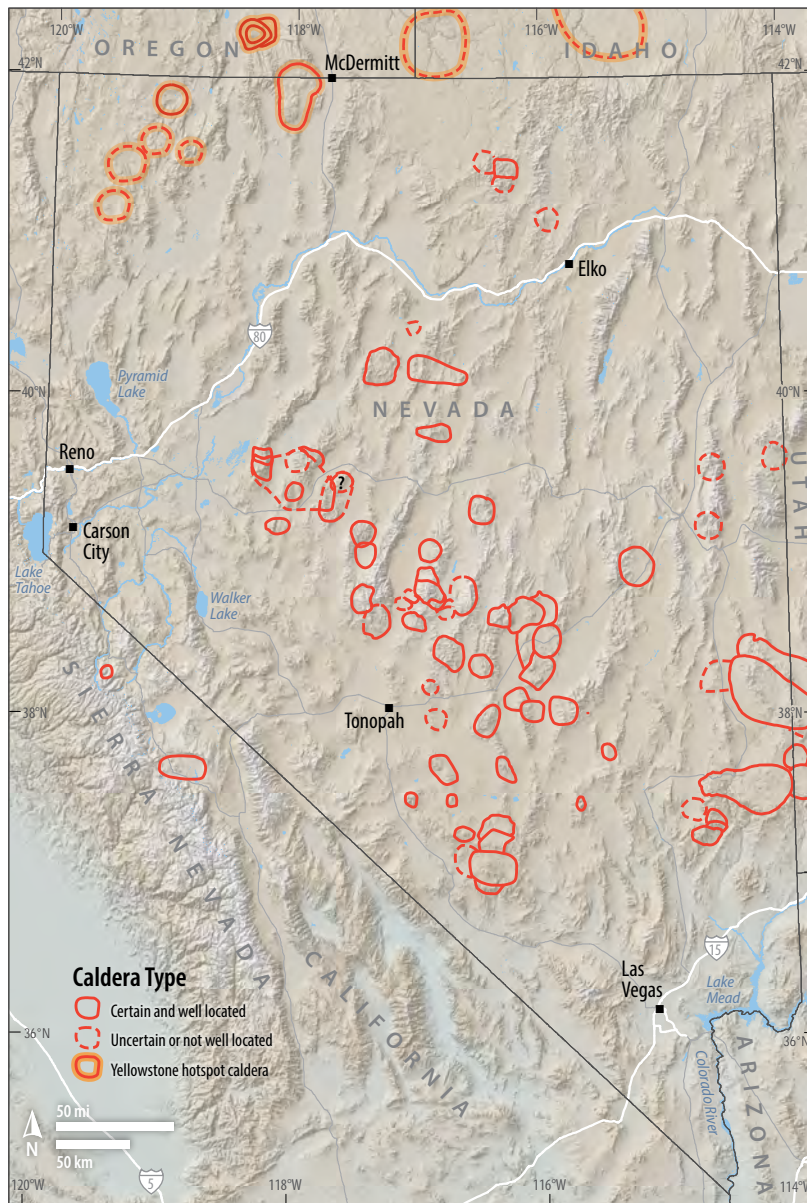 120°W
118°W
116°W
114°W
OREGON
IDAHO
42°N
McDermitt
42°N
Elko
80
Pyramid
Lake
40°N
40°N
NEVADA
UTAH
Reno
?
Carson
City
Lake
Tahoe
Walker
Lake
38°N
38°N
Tonopah
SIERRA NEVADA
CALIFORNIA
15
Las
Vegas
Lake
Mead
Caldera Type
Certain and well located
Uncertain or not well located
Yellowstone hotspot caldera
36°N
36°N
Colorado River
ARIZONA
50 mi
N
50 km
5
120°W
118°W
116°W
114°W